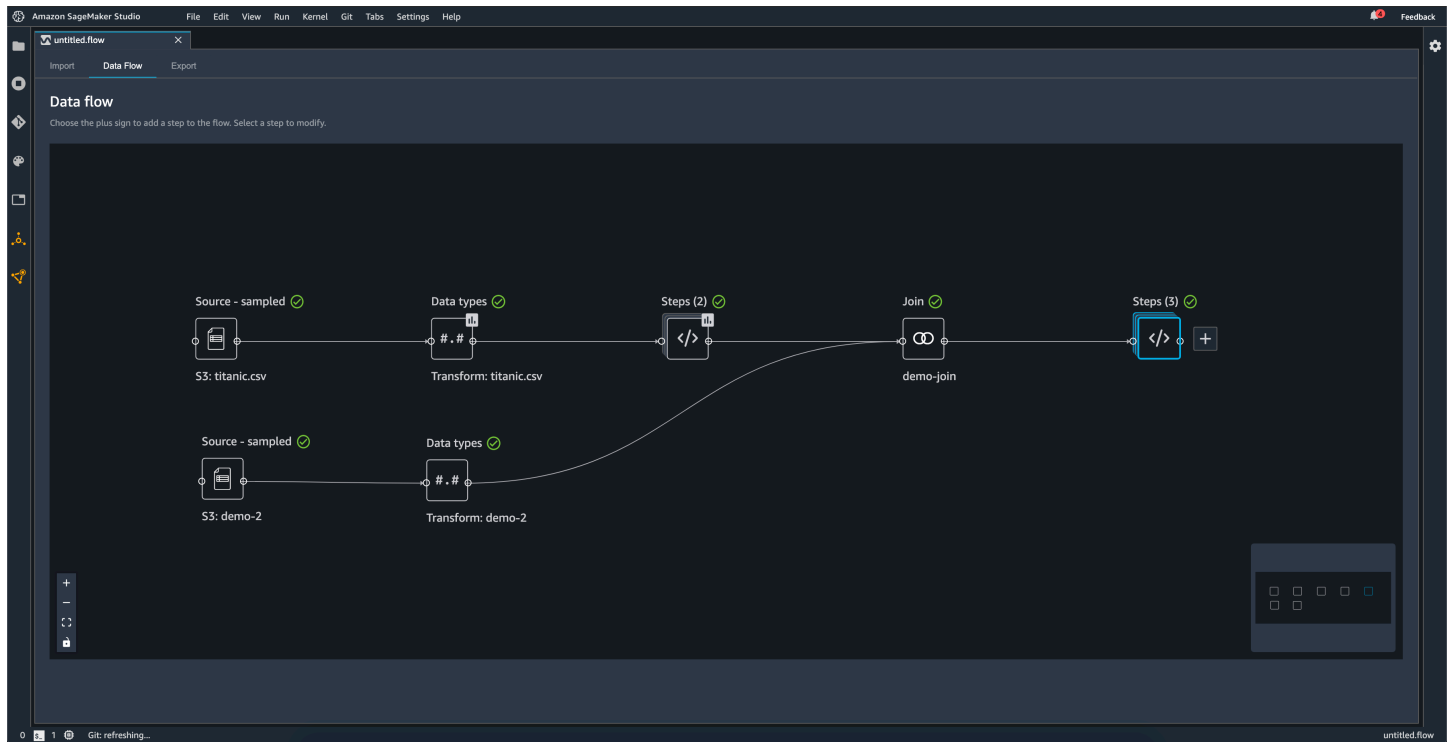 Amazon SageMaker Studio File Edit View Run Kernel Git Tabs Settings Help 4 Feedback
untitled.flow
Import Data Flow Export
Data flow
Choose the plus sign to add a step to the flow. Select a step to modify.
Source - sampled Data types Steps (2) Join Steps (3)
#.# </> </> +
S3: titanic.csv Transform: titanic.csv demo-join
Source - sampled Data types
#.#
S3: demo-2 Transform: demo-2
0 $_ 1 Git: refreshing... untitled.flow